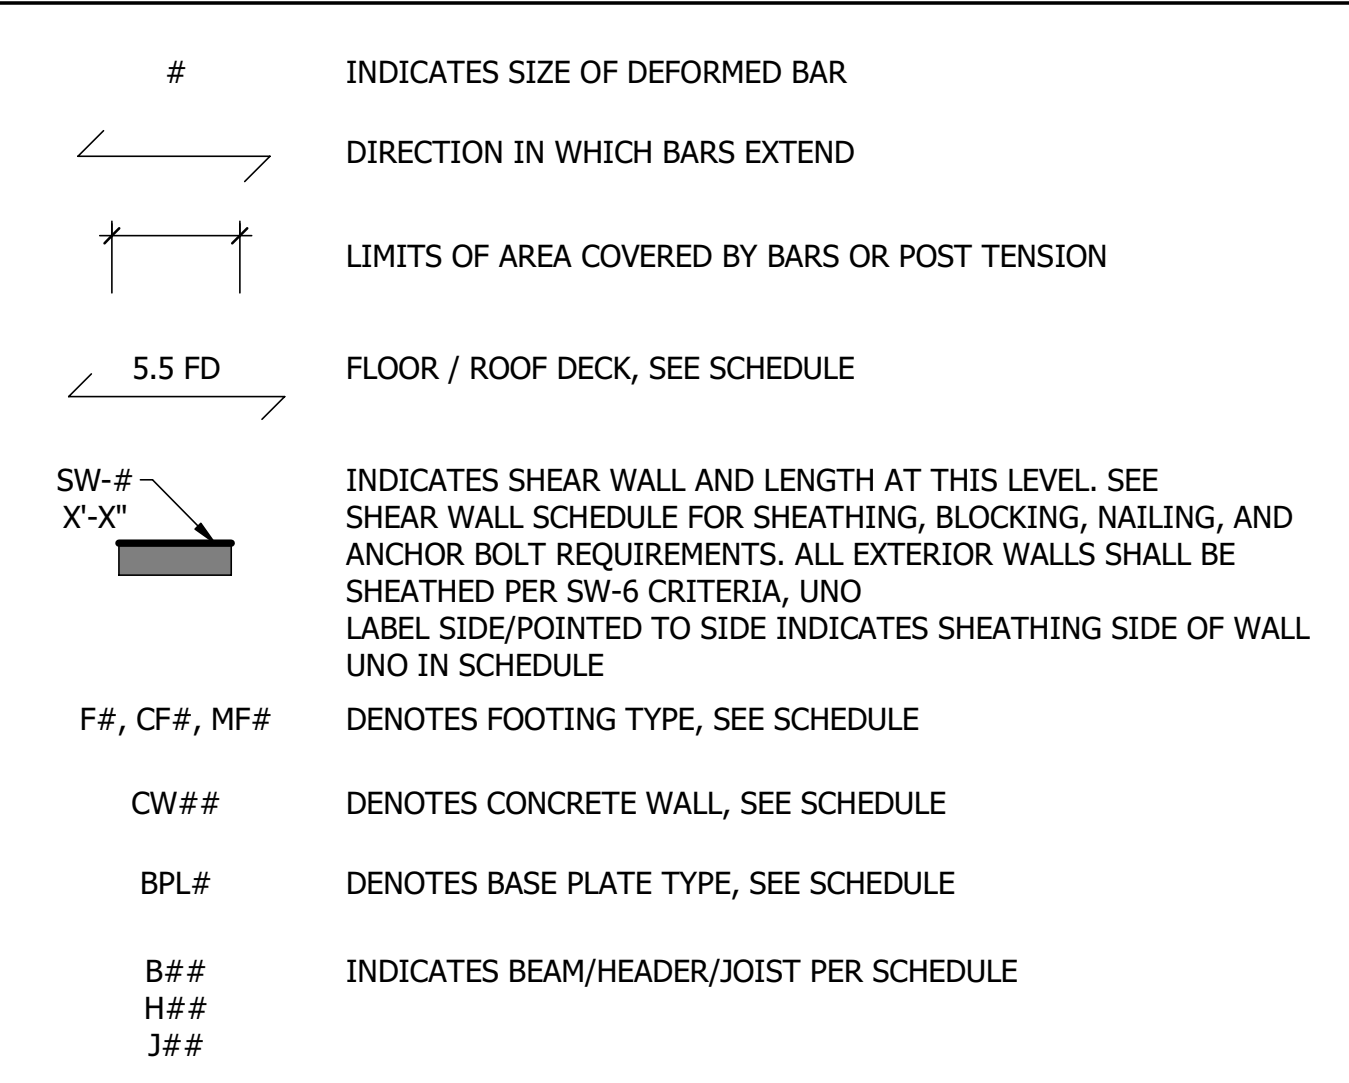 # INDICATES SIZE OF DEFORMED BAR
DIRECTION IN WHICH BARS EXTEND
LIMITS OF AREA COVERED BY BARS OR POST TENSION
5.5 FD FLOOR / ROOF DECK, SEE SCHEDULE
SW-# INDICATES SHEAR WALL AND LENGTH AT THIS LEVEL. SEE
X'-X" SHEAR WALL SCHEDULE FOR SHEATHING, BLOCKING, NAILING, AND
ANCHOR BOLT REQUIREMENTS. ALL EXTERIOR WALLS SHALL BE
SHEATHED PER SW-6 CRITERIA, UNO
LABEL SIDE/POINTED TO SIDE INDICATES SHEATHING SIDE OF WALL
UNO IN SCHEDULE
F#, CF#, MF# DENOTES FOOTING TYPE, SEE SCHEDULE
CW## DENOTES CONCRETE WALL, SEE SCHEDULE
BPL# DENOTES BASE PLATE TYPE, SEE SCHEDULE
B## INDICATES BEAM/HEADER/JOIST PER SCHEDULE
H##
J##